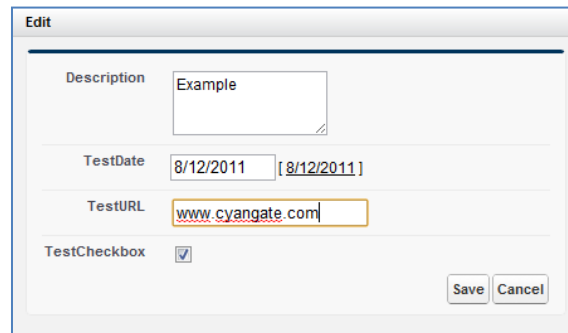 Edit
Description Example
TestDate 8/12/2011 [ 8/12/2011 ]
TestURL www.cyangate.com
TestCheckbox
Save Cancel